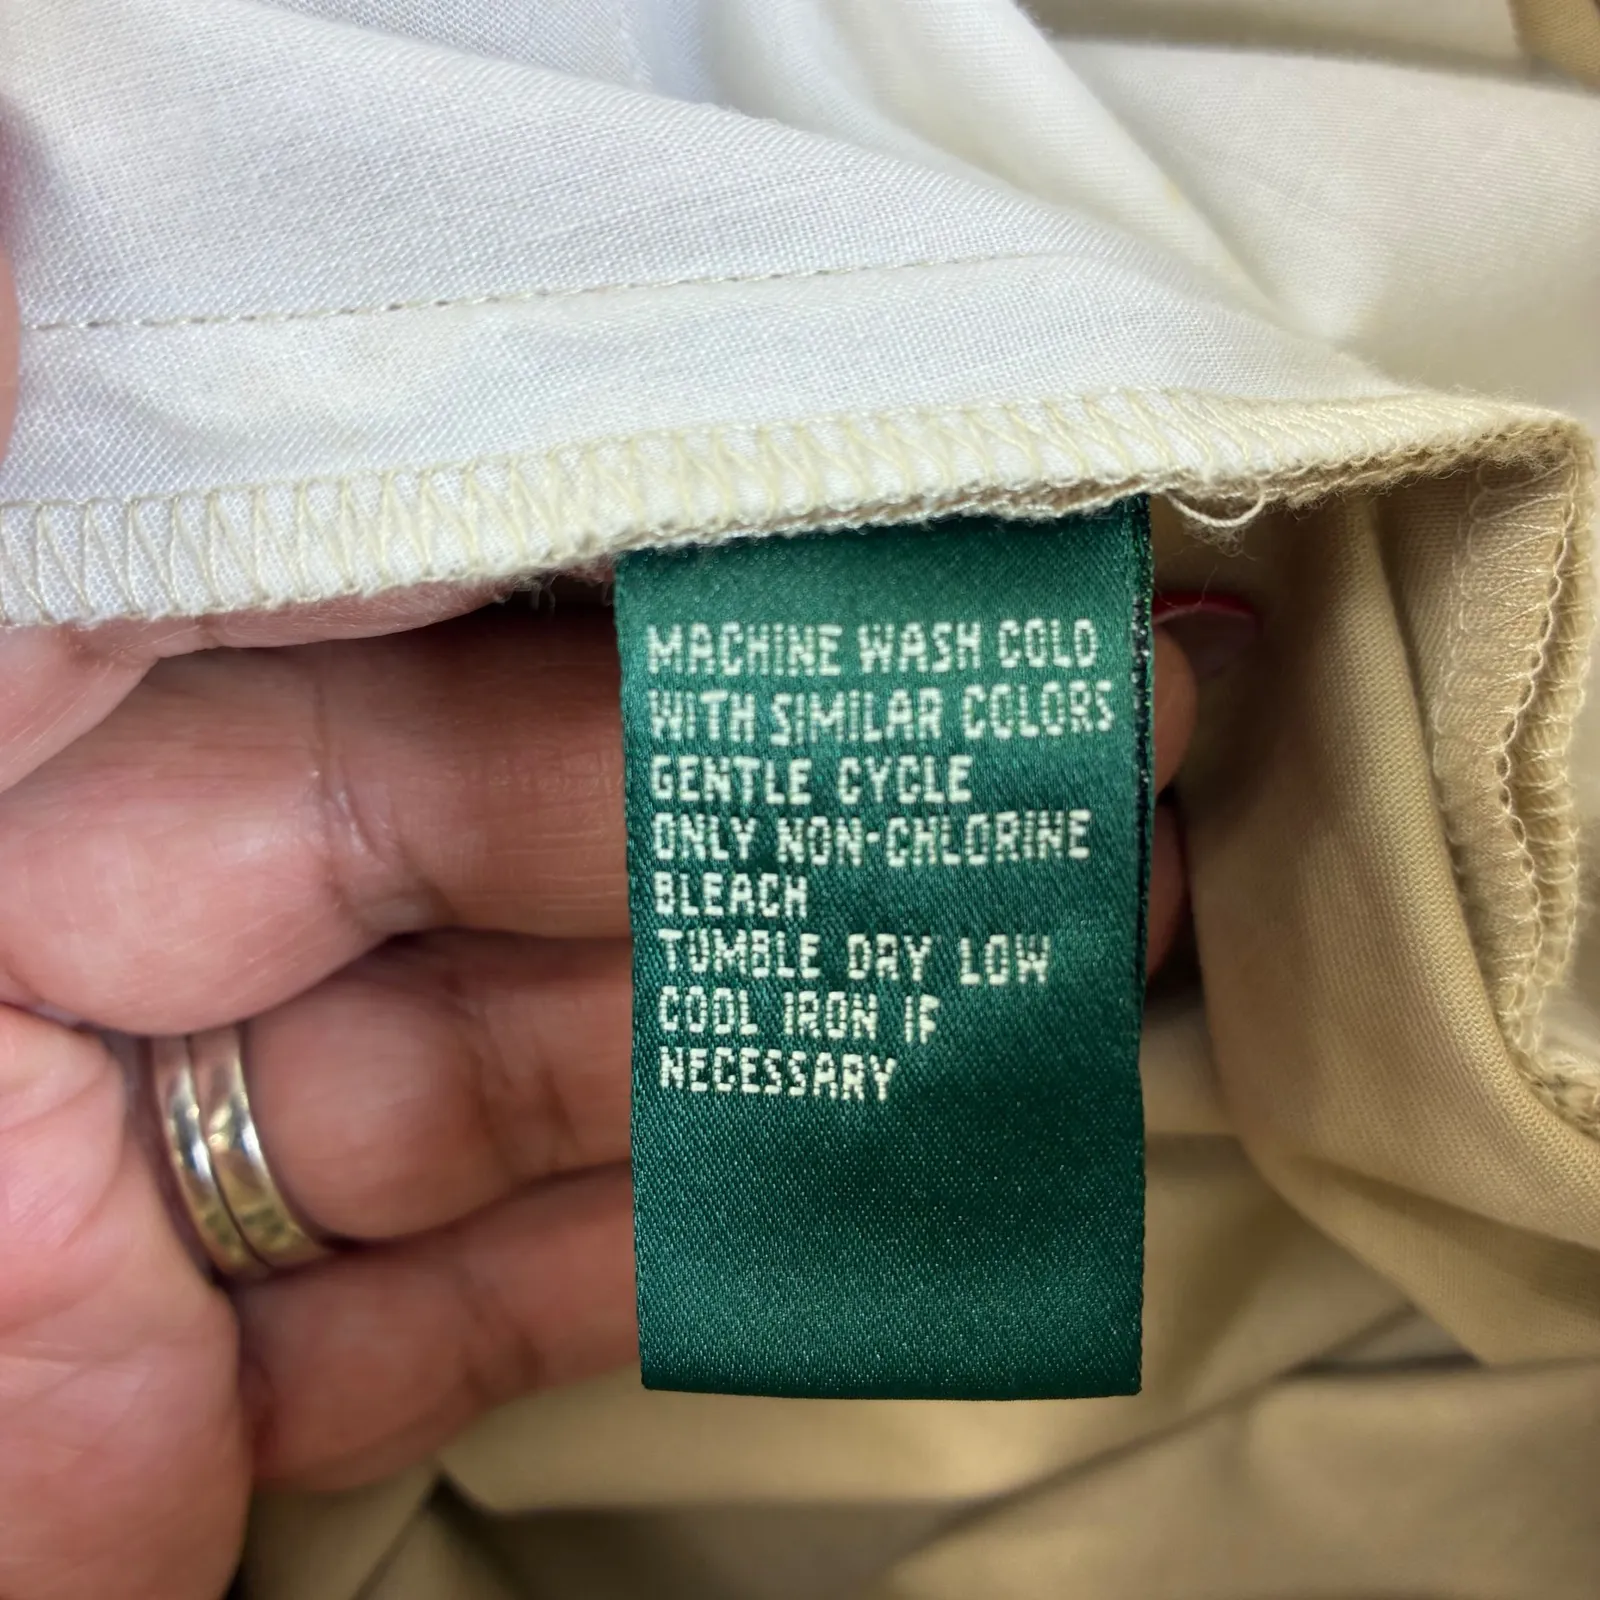 MACHINE WASH COLD
WITH SIMILAR COLORS
GENTLE CYCLE
ONLY NON-CHLORINE
BLEACH
TUMBLE DRY LOW
COOL IRON IF
NECESSARY